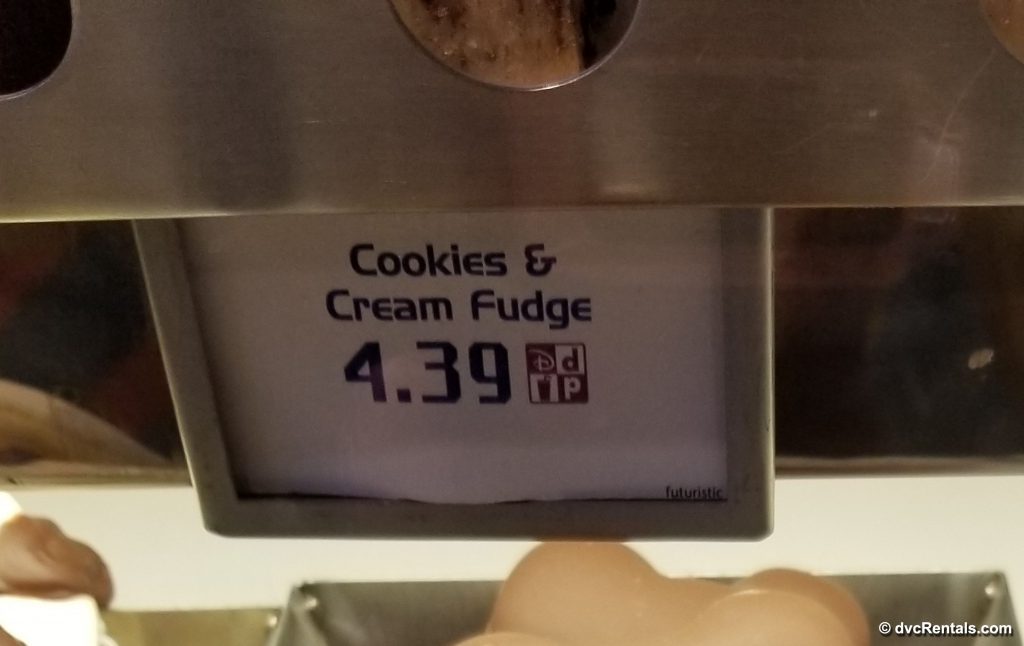 Cookies &
Cream Fudge
4.39 D d
r i p
futuristic
© dvcRentals.com